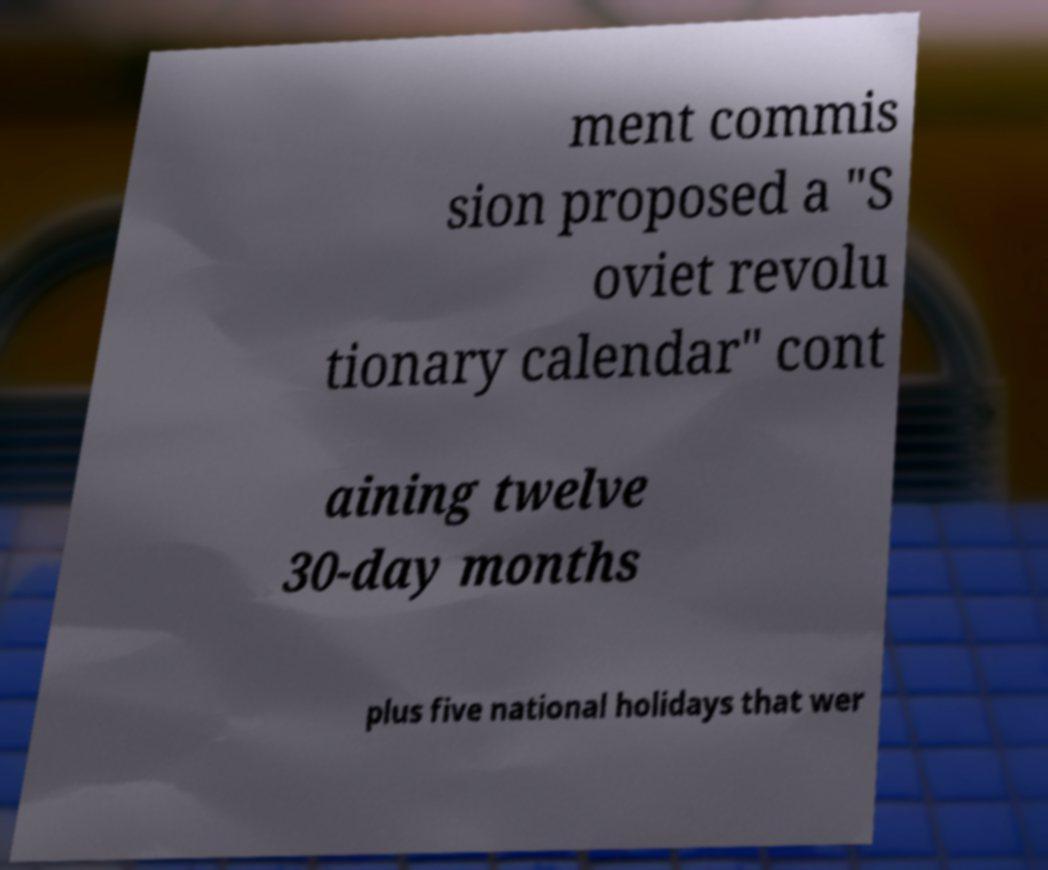 ment commis
sion proposed a "S
oviet revolu
tionary calendar" cont
aining twelve
30-day months
plus five national holidays that wer